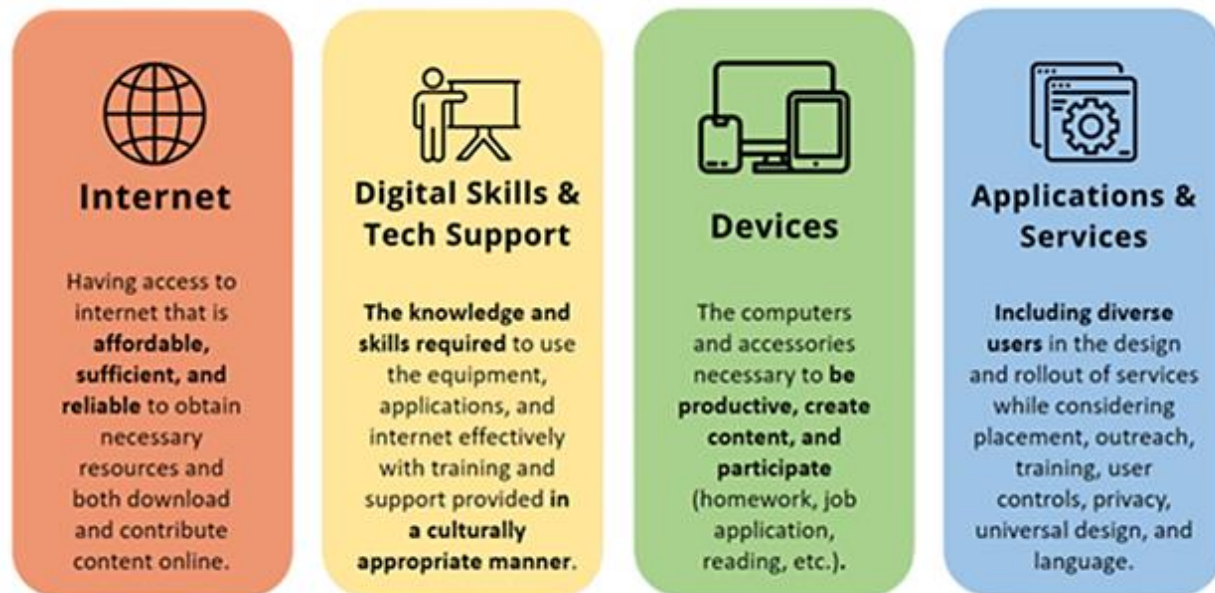 Internet
Having access to
internet that is
affordable,
sufficient, and
reliable to obtain
necessary
resources and
both download
and contribute
content online.
Digital Skills &
Tech Support
The knowledge and
skills required to use
the equipment,
applications, and
internet effectively
with training and
support provided in
a culturally
appropriate manner.
Devices
The computers
and accessories
necessary to be
productive, create
content, and
participate
(homework, job
application,
reading, etc.).
Applications &
Services
Including diverse
users in the design
and rollout of services
while considering
placement, outreach,
training, user
controls, privacy,
universal design, and
language.